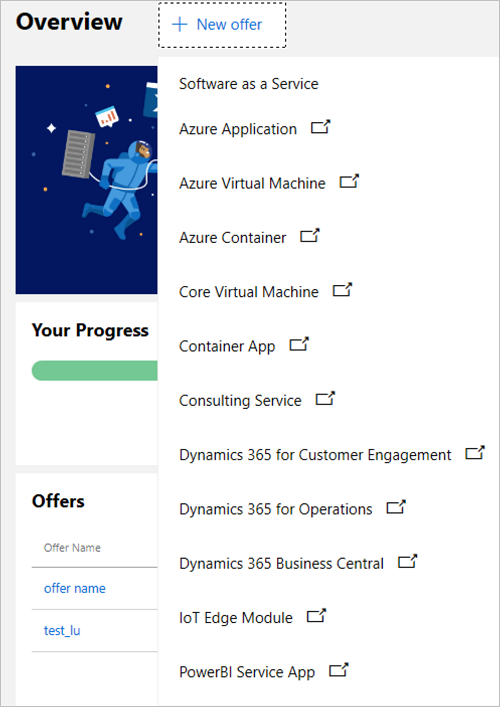 Overview
New offer
Software as a Service
Azure Application
Azure Virtual Machine
Azure Container
Core Virtual Machine
Container App
Consulting Service
Dynamics 365 for Customer Engagement
Dynamics 365 for Operations
Dynamics 365 Business Central
IoT Edge Module
PowerBI Service App
Your Progress
Offers
Offer Name
offer name
test_lu